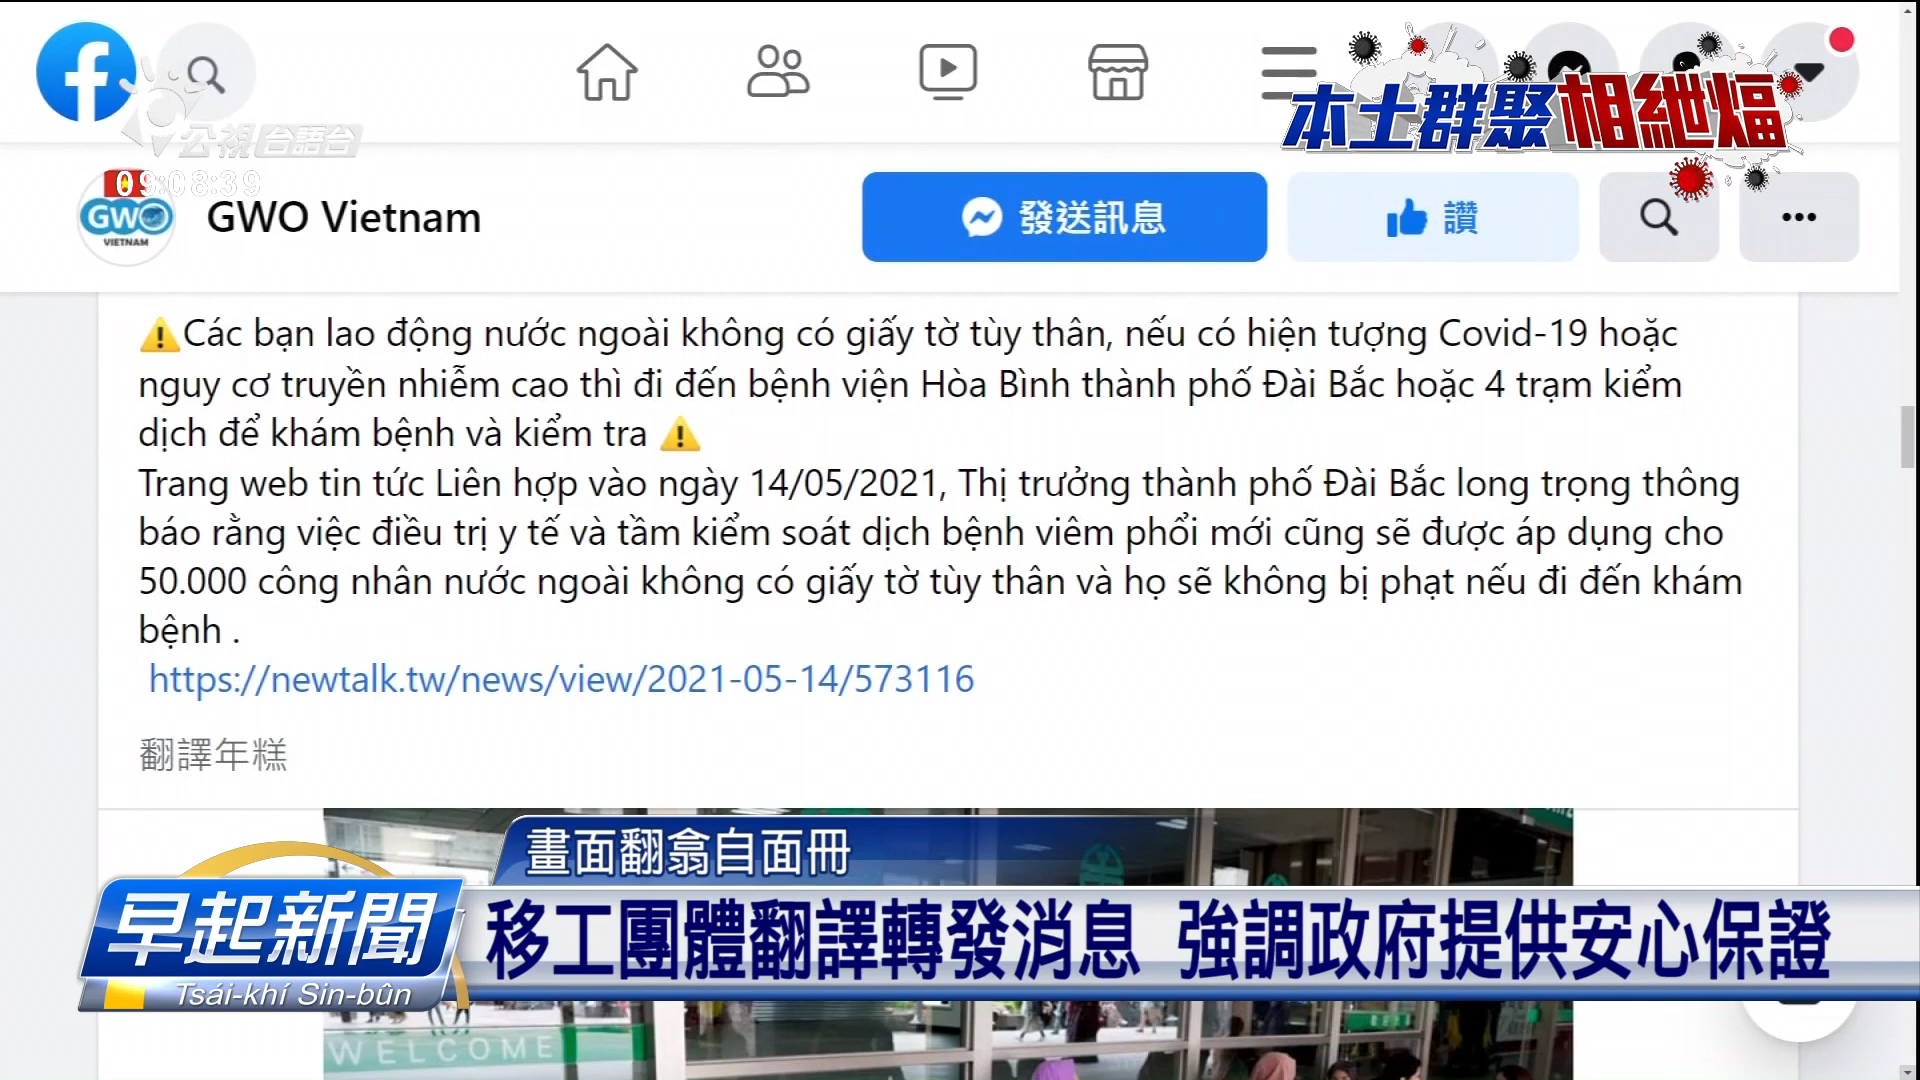 本土群聚相紲煏
公視台語台
09:08:39
GWO
VIETNAM
GWO Vietnam
發送訊息
讚
⚠️Các bạn lao động nước ngoài không có giấy tờ tùy thân, nếu có hiện tượng Covid-19 hoặc
nguy cơ truyền nhiễm cao thì đi đến bệnh viện Hòa Bình thành phố Đài Bắc hoặc 4 trạm kiểm
dịch để khám bệnh và kiểm tra ⚠️
Trang web tin tức Liên hợp vào ngày 14/05/2021, Thị trưởng thành phố Đài Bắc long trọng thông
báo rằng việc điều trị y tế và tầm kiểm soát dịch bệnh viêm phổi mới cũng sẽ được áp dụng cho
50.000 công nhân nước ngoài không có giấy tờ tùy thân và họ sẽ không bị phạt nếu đi đến khám
bệnh .
https://newtalk.tw/news/view/2021-05-14/573116
翻譯年糕
畫面翻翕自面冊
早起新聞
移工團體翻譯轉發消息 強調政府提供安心保證
Tsái-khí Sin-bûn
WELCOME